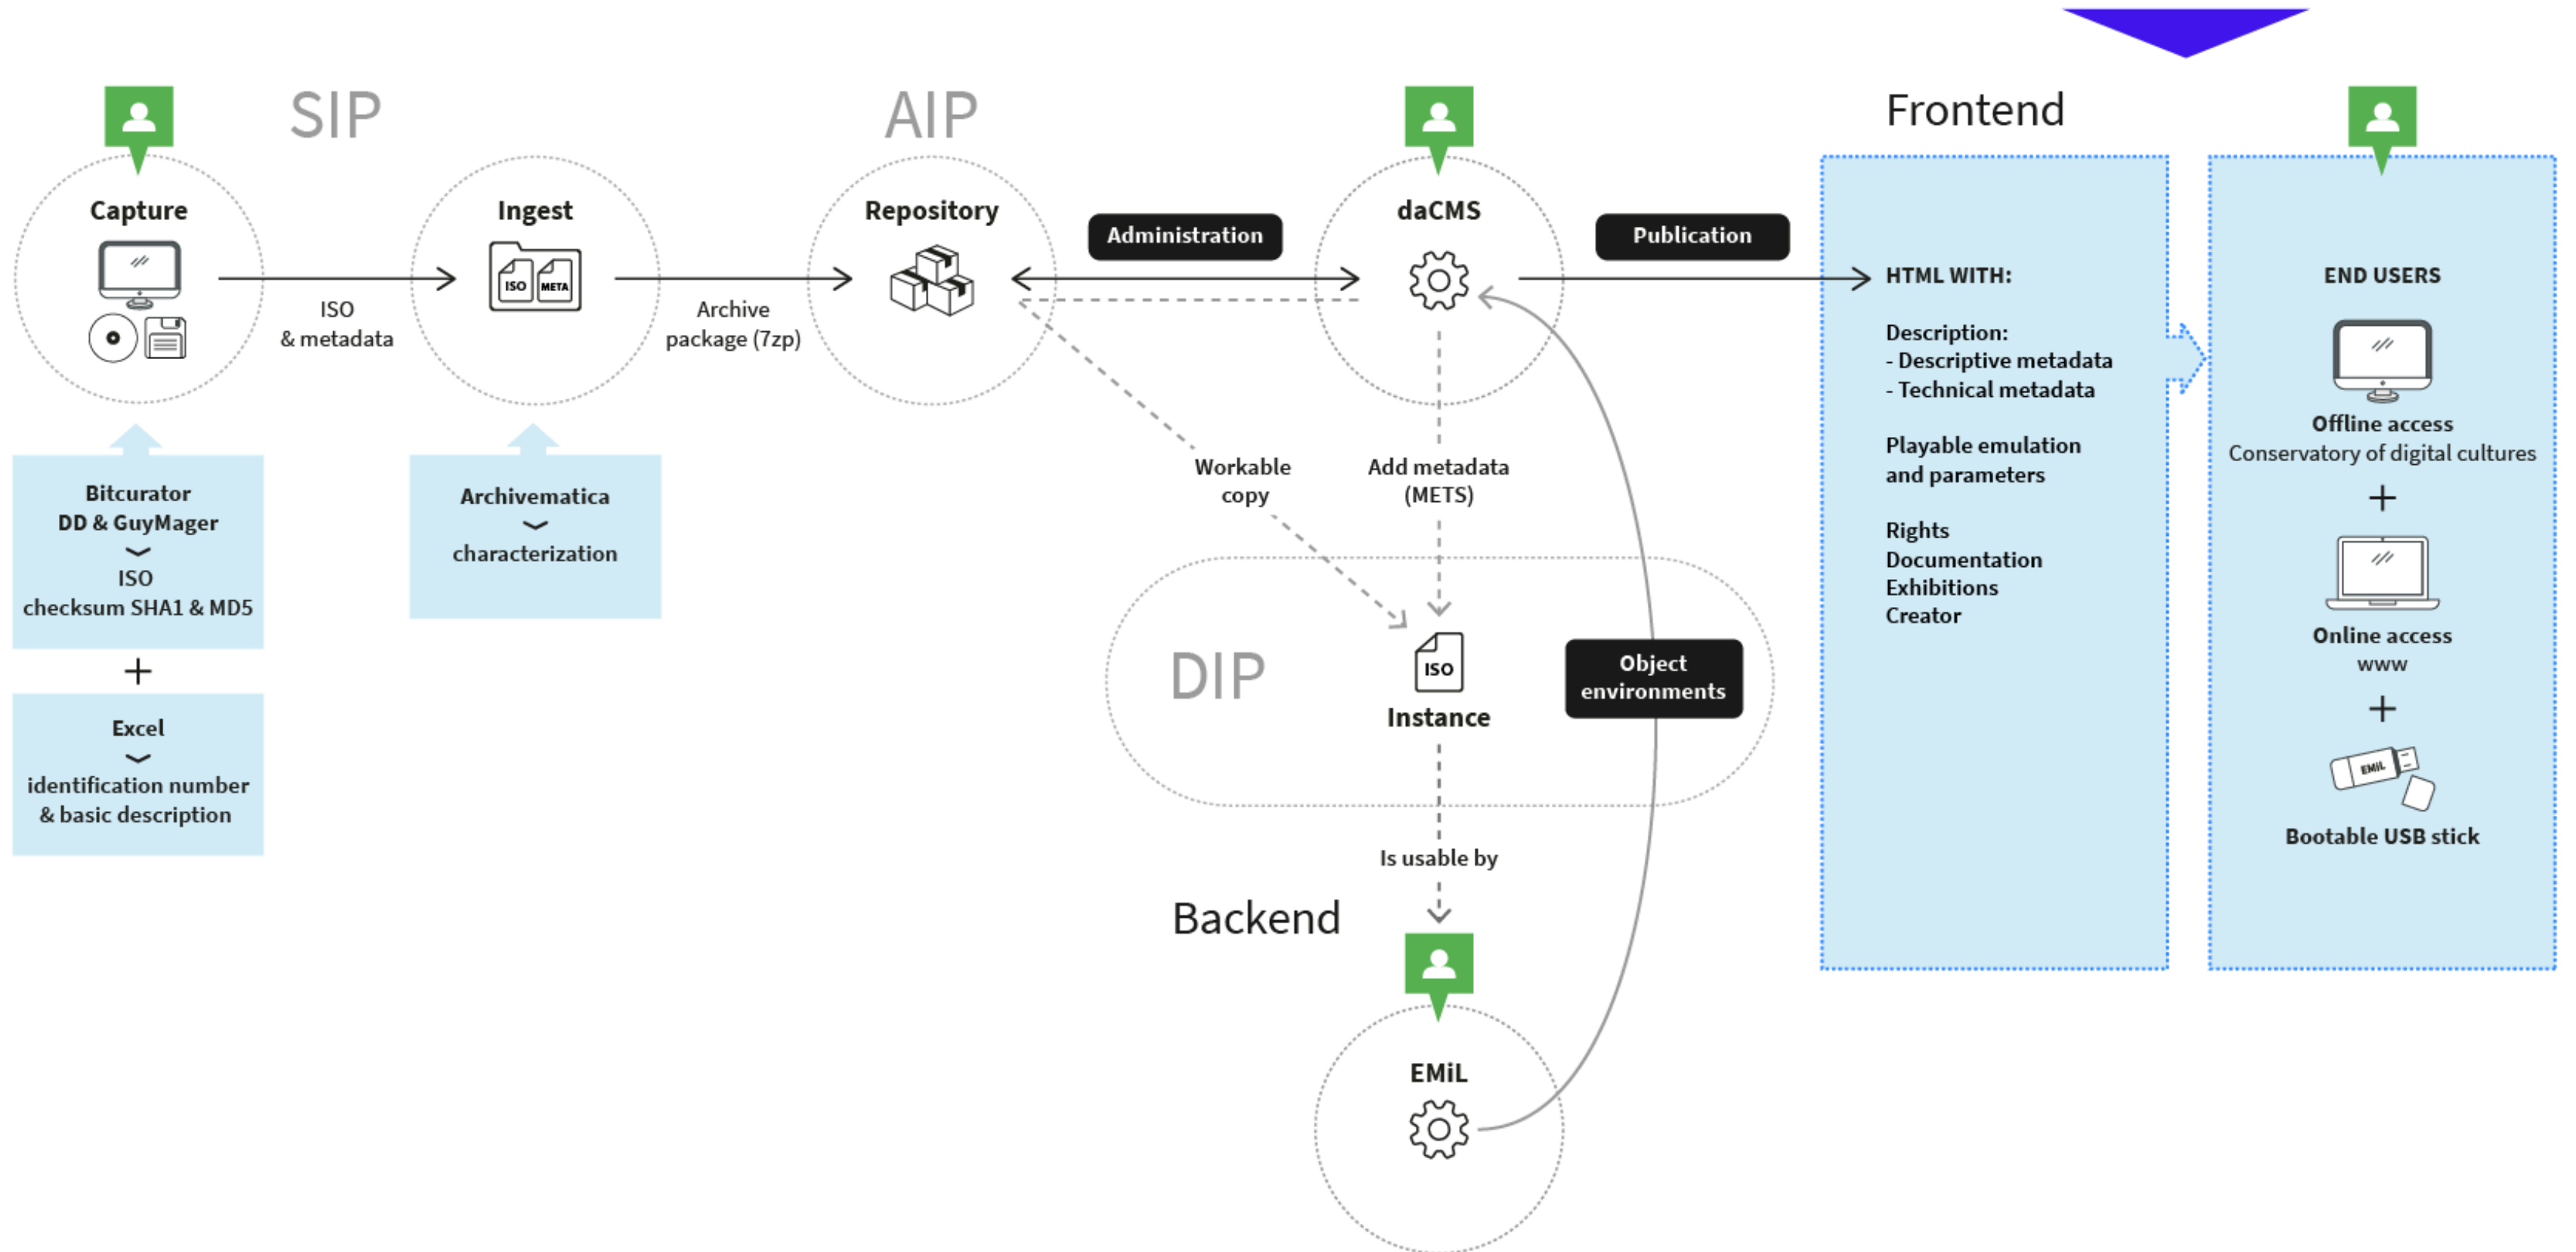 SIP
AIP
Frontend
Capture
Ingest
Repository
Administration
daCMS
Publication
ISO
META
ISO
& metadata
Archive
package (7zp)
HTML WITH:
Description:
- Descriptive metadata
- Technical metadata
Playable emulation
and parameters
Rights
Documentation
Exhibitions
Creator
END USERS
Offline access
Conservatory of digital cultures
+
Online access
www
+
EMiL
Bootable USB stick
Bitcurator
DD & GuyMager
ISO
checksum SHA1 & MD5
+
Excel
identification number
& basic description
Archivematica
characterization
Workable
copy
Add metadata
(METS)
DIP
ISO
Instance
Object
environments
Is usable by
Backend
EMiL